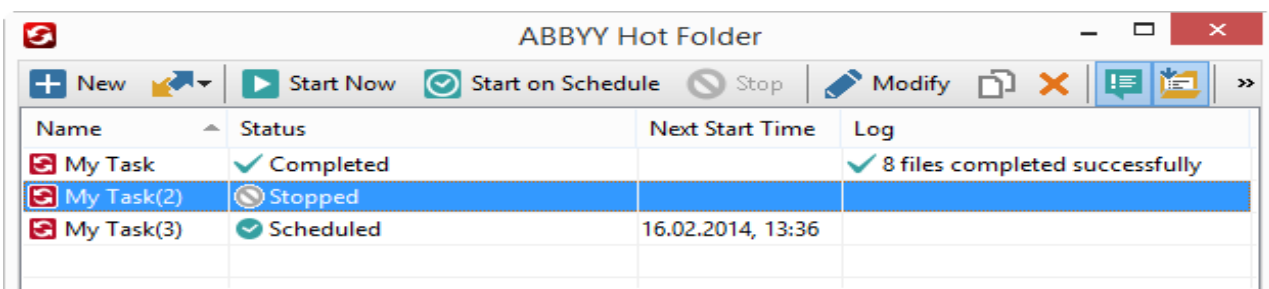 ABBYY Hot Folder
New Start Now Start on Schedule Stop Modify »
Name Status Next Start Time Log
My Task Completed 8 files completed successfully
My Task(2) Stopped
My Task(3) Scheduled 16.02.2014, 13:36